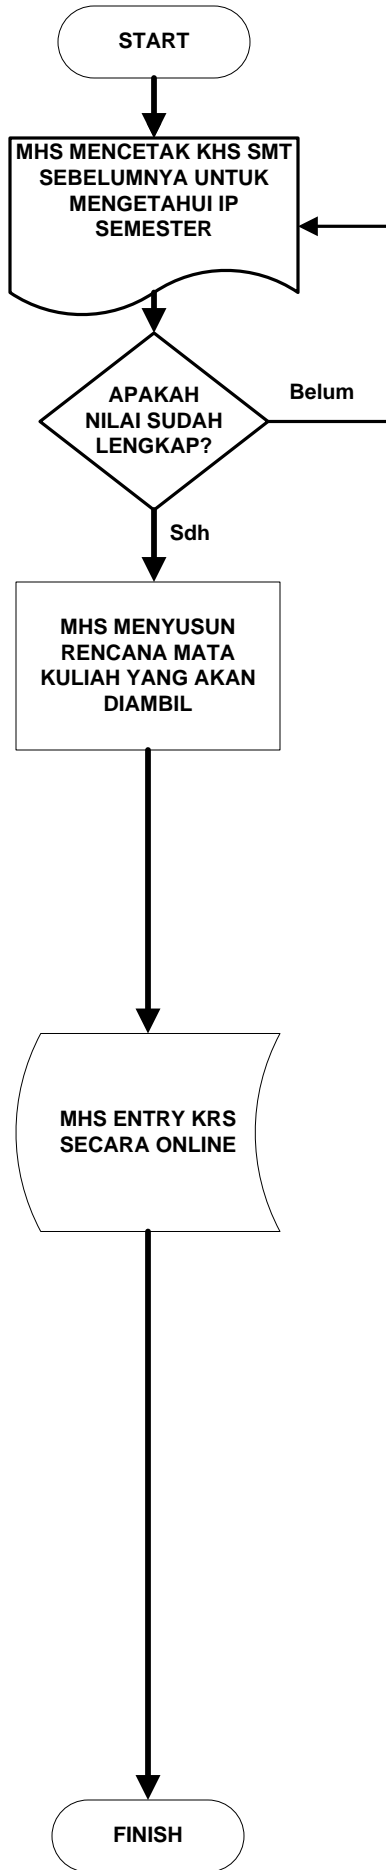 START
MHS MENCETAK KHS SMT
SEBELUMNYA UNTUK
MENGETAHUI IP
SEMESTER
APAKAH
NILAI SUDAH
LENGKAP?
Belum
Sdh
MHS MENYUSUN
RENCANA MATA
KULIAH YANG AKAN
DIAMBIL
MHS ENTRY KRS
SECARA ONLINE
FINISH